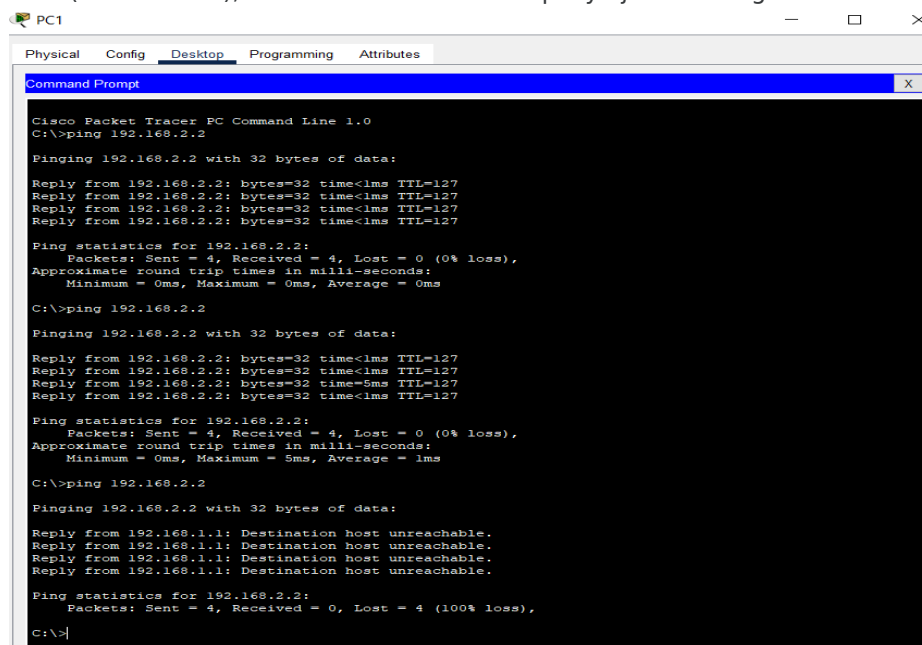 PC1
Physical Config Desktop Programming Attributes
Command Prompt
X
Cisco Packet Tracer PC Command Line 1.0
C:\>ping 192.168.2.2
Pinging 192.168.2.2 with 32 bytes of data:
Reply from 192.168.2.2: bytes=32 time<1ms TTL=127
Reply from 192.168.2.2: bytes=32 time<1ms TTL=127
Reply from 192.168.2.2: bytes=32 time<1ms TTL=127
Reply from 192.168.2.2: bytes=32 time<1ms TTL=127
Ping statistics for 192.168.2.2:
Packets: Sent = 4, Received = 4, Lost = 0 (0% loss),
Approximate round trip times in milli-seconds:
Minimum = 0ms, Maximum = 0ms, Average = 0ms
C:\>ping 192.168.2.2
Pinging 192.168.2.2 with 32 bytes of data:
Reply from 192.168.2.2: bytes=32 time<1ms TTL=127
Reply from 192.168.2.2: bytes=32 time<1ms TTL=127
Reply from 192.168.2.2: bytes=32 time=5ms TTL=127
Reply from 192.168.2.2: bytes=32 time<1ms TTL=127
Ping statistics for 192.168.2.2:
Packets: Sent = 4, Received = 4, Lost = 0 (0% loss),
Approximate round trip times in milli-seconds:
Minimum = 0ms, Maximum = 5ms, Average = 1ms
C:\>ping 192.168.2.2
Pinging 192.168.2.2 with 32 bytes of data:
Reply from 192.168.1.1: Destination host unreachable.
Reply from 192.168.1.1: Destination host unreachable.
Reply from 192.168.1.1: Destination host unreachable.
Reply from 192.168.1.1: Destination host unreachable.
Ping statistics for 192.168.2.2:
Packets: Sent = 4, Received = 0, Lost = 4 (100% loss),
C:\>